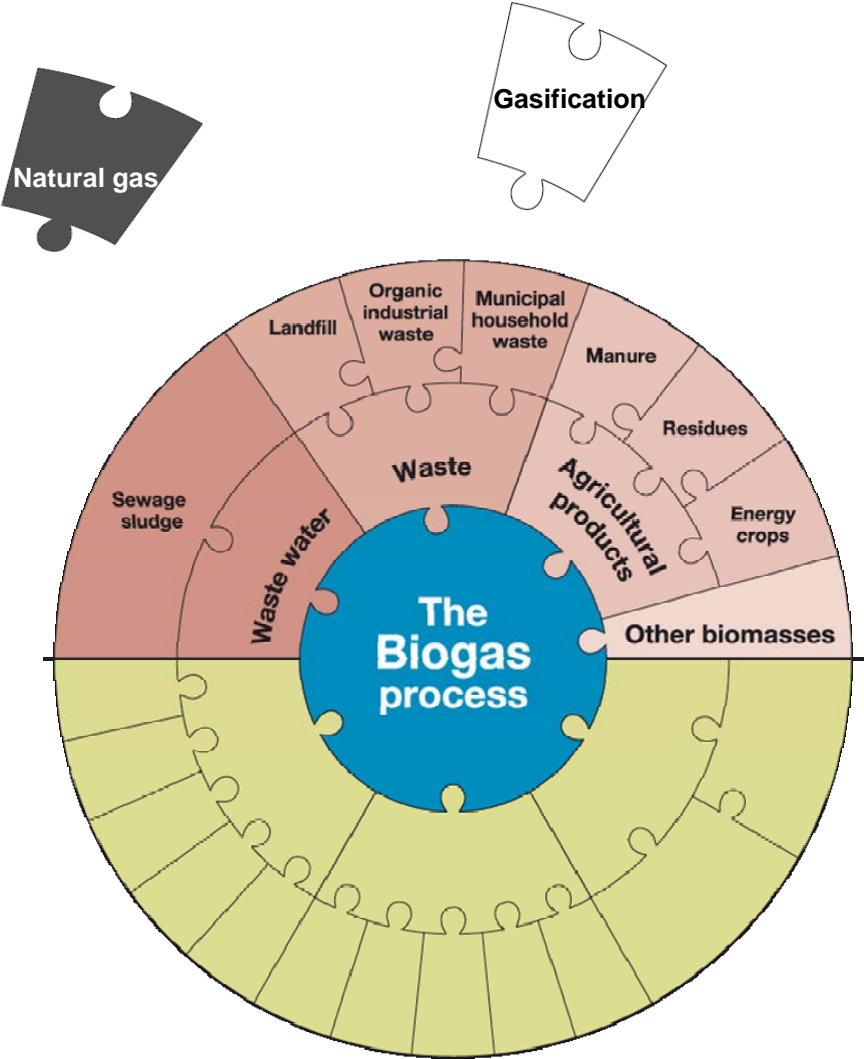 Gasification
Natural gas
Organic
industrial
waste
Municipal
household
waste
Landfill
Manure
Residues
Waste
Agricultural
products
Sewage
sludge
Energy
crops
Waste water
The
Biogas
process
Other biomasses